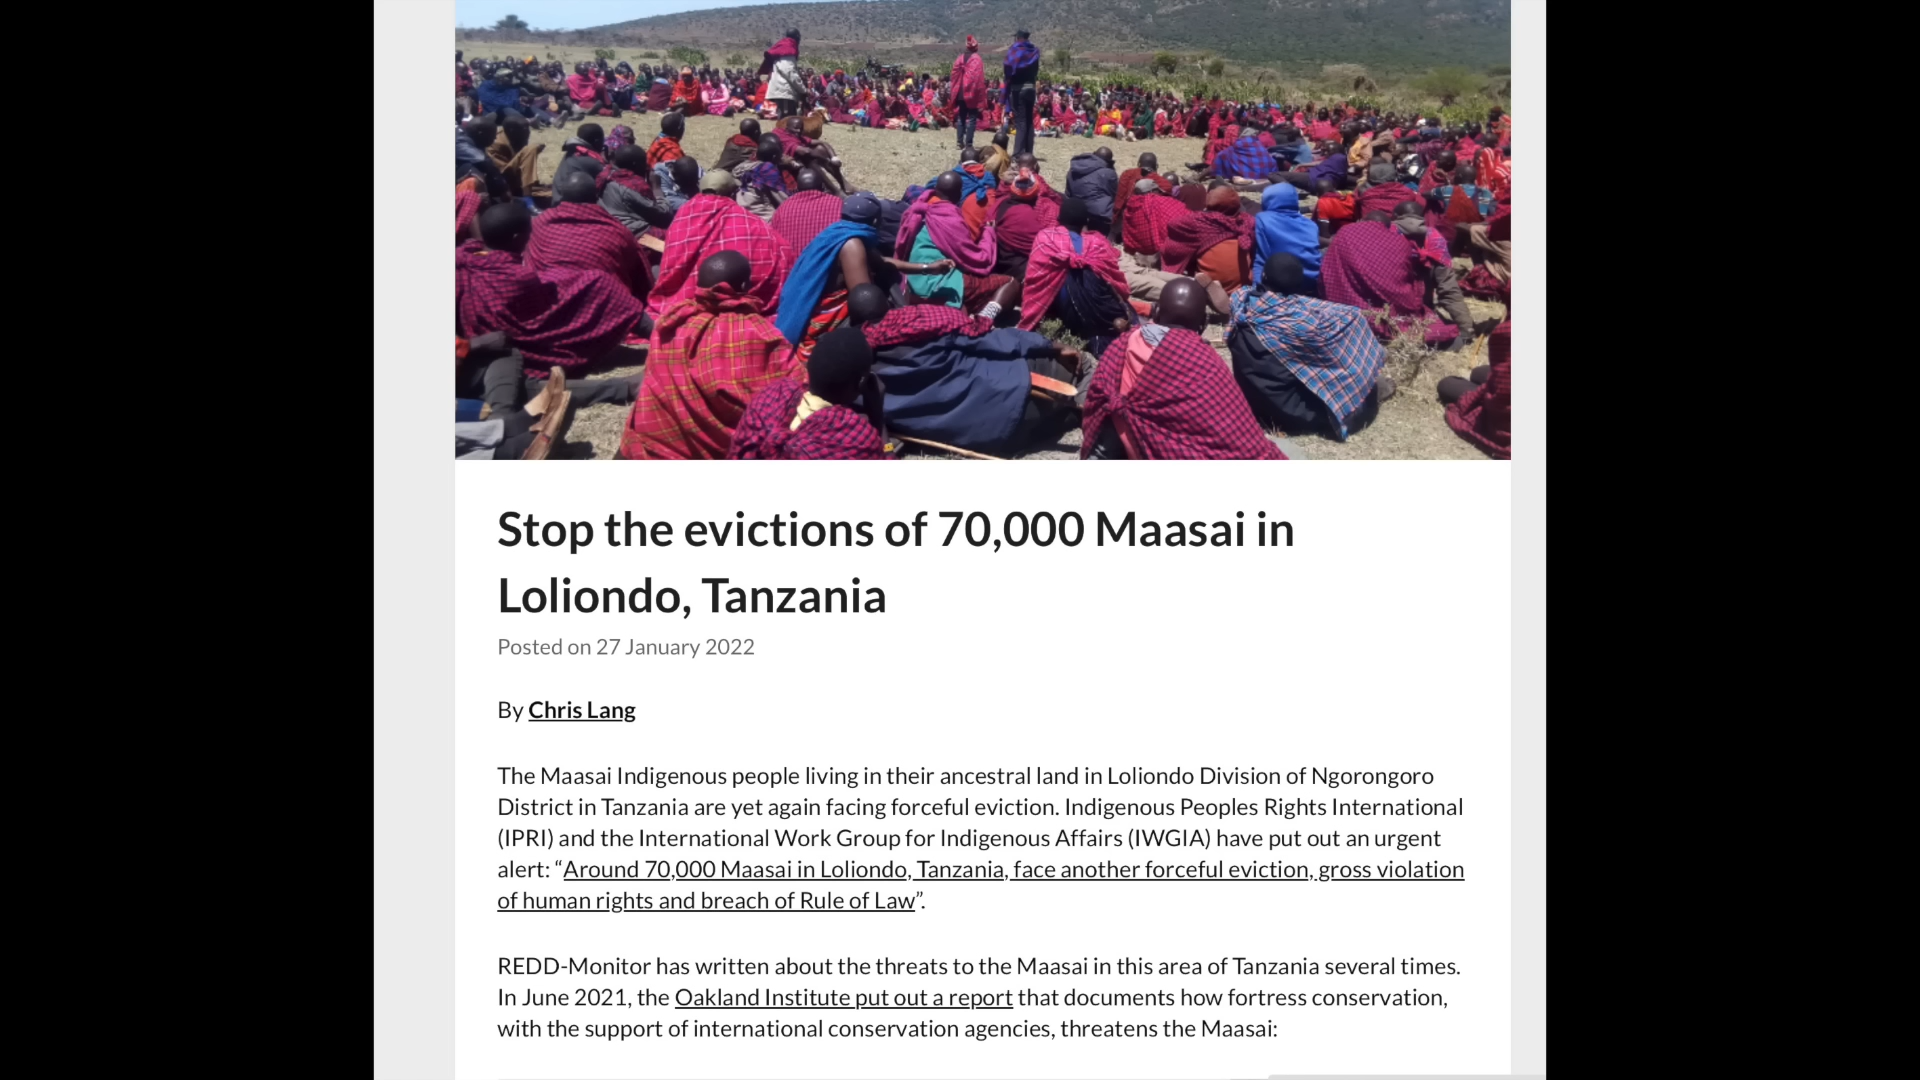 Stop the evictions of 70,000 Maasai in
Loliondo, Tanzania
Posted on 27 January 2022
By Chris Lang
The Maasai Indigenous people living in their ancestral land in Loliondo Division of Ngorongoro
District in Tanzania are yet again facing forceful eviction. Indigenous Peoples Rights International
(IPRI) and the International Work Group for Indigenous Affairs (IWGIA) have put out an urgent
alert: “Around 70,000 Maasai in Loliondo, Tanzania, face another forceful eviction, gross violation
of human rights and breach of Rule of Law”.
REDD-Monitor has written about the threats to the Maasai in this area of Tanzania several times.
In June 2021, the Oakland Institute put out a report that documents how fortress conservation,
with the support of international conservation agencies, threatens the Maasai: